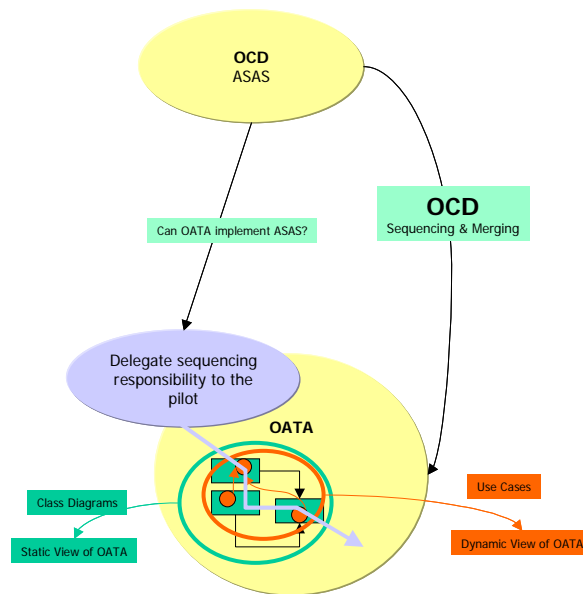 OCD
ASAS
OCD
Sequencing & Merging
Can OATA implement ASAS?
Delegate sequencing
responsibility to the
pilot
OATA
Use Cases
Class Diagrams
Dynamic View of OATA
Static View of OATA